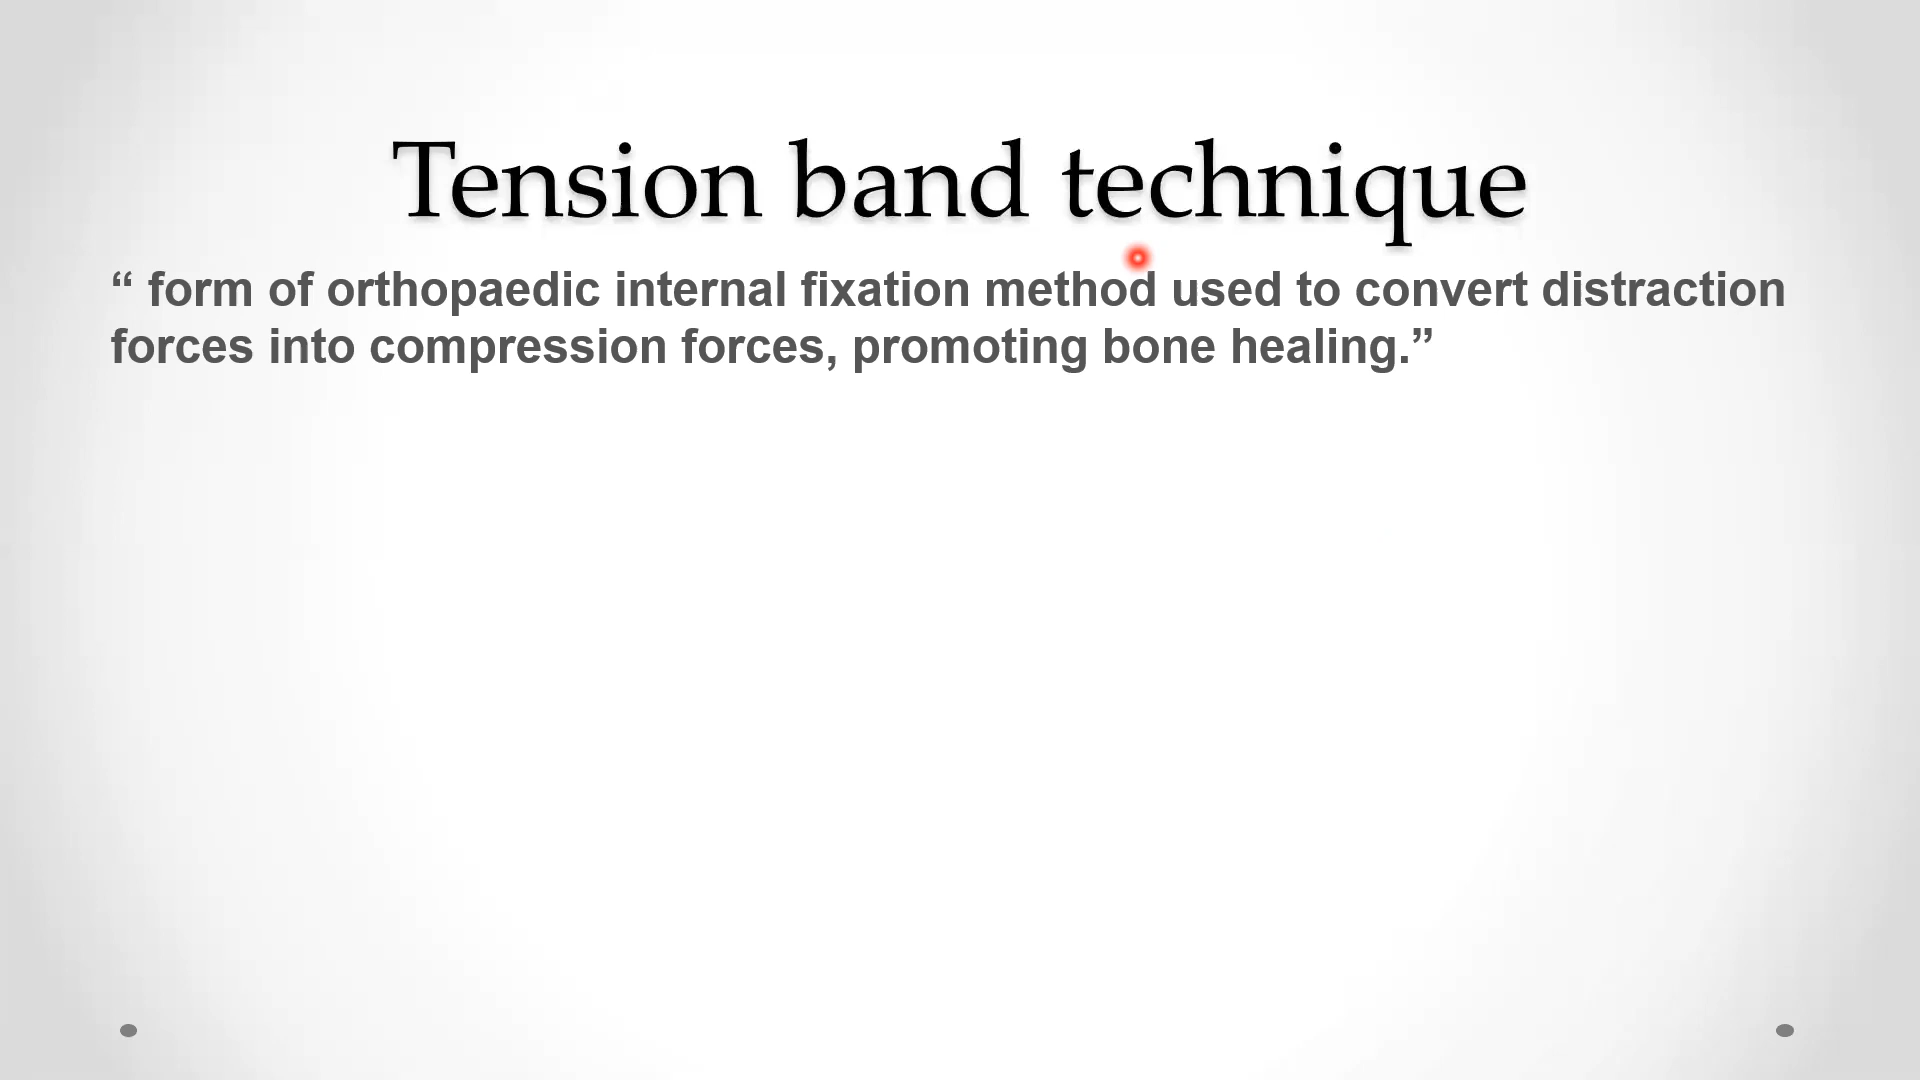 Tension band technique
“ form of orthopaedic internal fixation method used to convert distraction
forces into compression forces, promoting bone healing.”